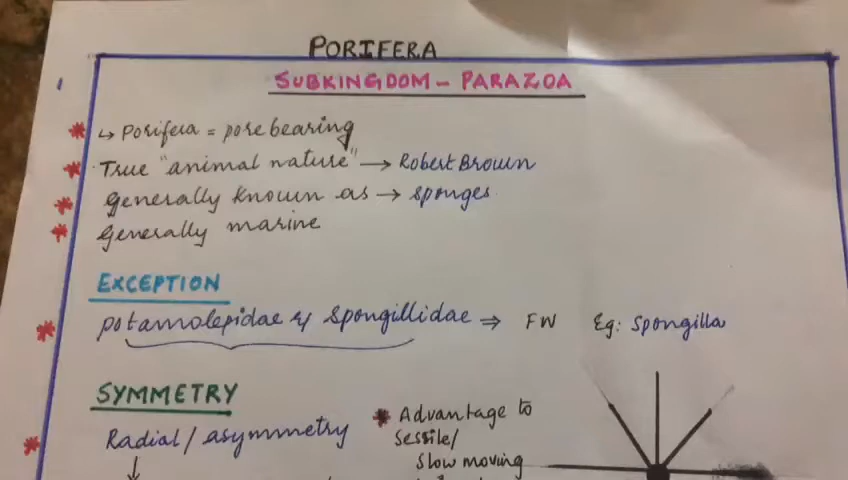 PORIFERA
SUBKINGDOM - PARAZOA
↳ Porifera = pore bearing
True "animal nature" → Robert Brown
Generally known as → sponges
Generally marine
EXCEPTION
potamolepidae & Spongillidae ⇒ FW Eg: Spongilla
SYMMETRY
Radial / asymmetry
Advantage to
sessile/
slow moving